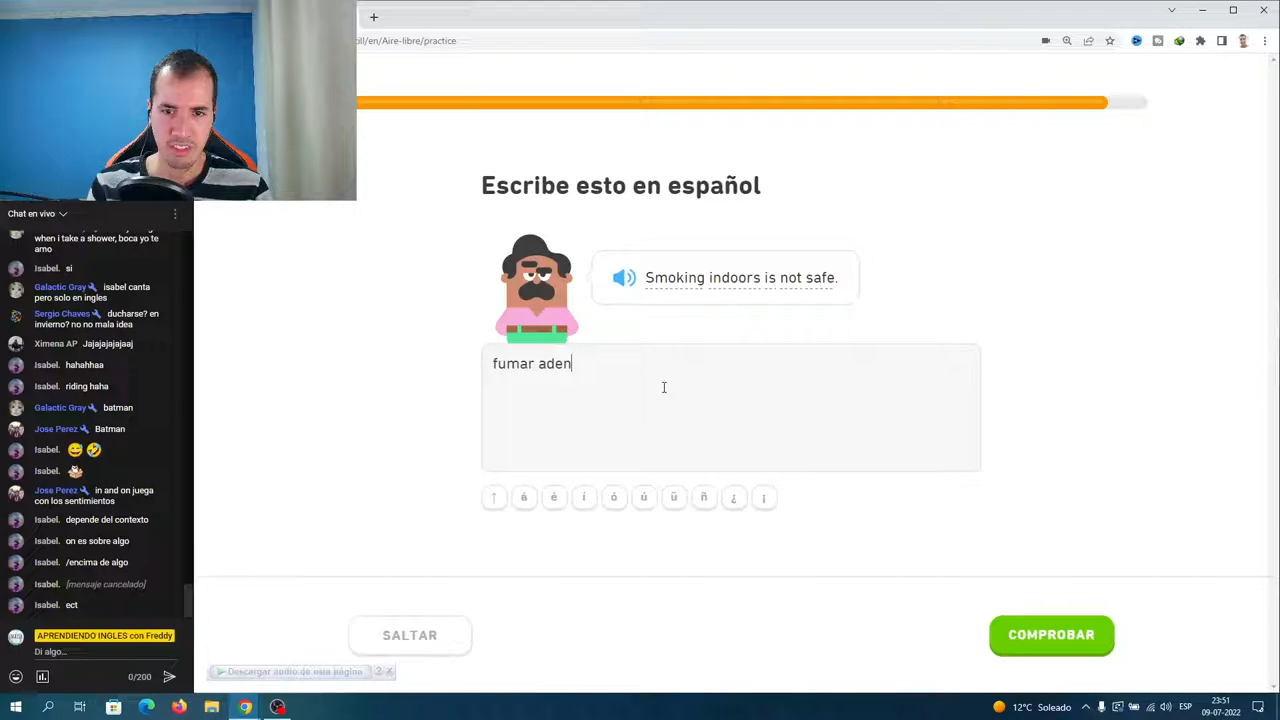 ill/en/Aire-libre/practice
Escribe esto en español
Smoking indoors is not safe.
fumar aden
↑ á é í ó ú ü ñ ¿ ¡
SALTAR
COMPROBAR
Descargar audio de esta página ? X
Chat en vivo
when i take a shower, boca yo te
amo
Isabel. si
Galactic Gray isabel canta
pero solo en ingles
Sergio Chaves ducharse? en
invierto? no no mala idea
Ximena AP Jajajajajaaj
Isabel. hahahhaa
Isabel. riding haha
Galactic Gray batman
Jose Perez Batman
Isabel. 😅 🤣
Isabel.
Jose Perez in and on juega
con los sentimientos
Isabel. depende del contexto
Isabel. on es sobre algo
Isabel. /encima de algo
Isabel. [mensaje cancelado]
Isabel. ect
APRENDIENDO INGLES con Freddy
Di algo...
0/200
12°C Soleado
ESP
23:51
09-07-2022